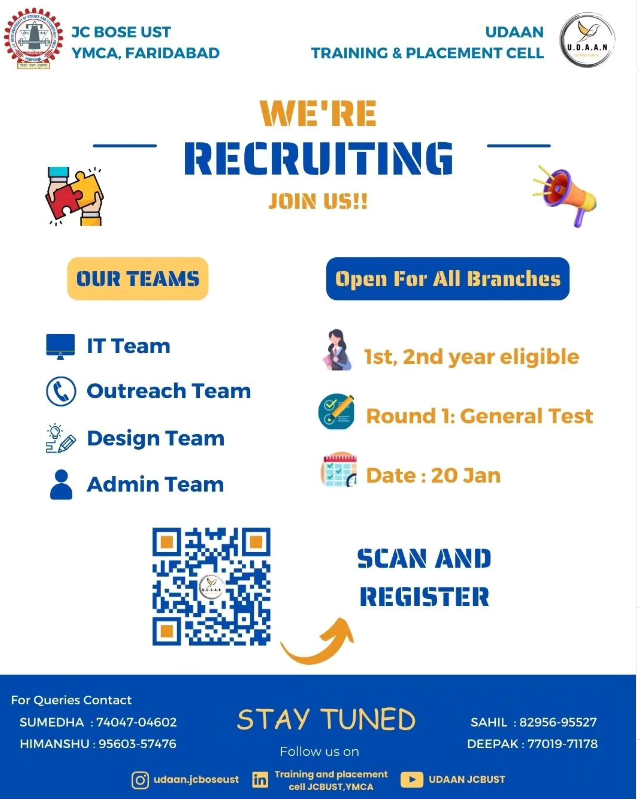 JC BOSE UST
YMCA, FARIDABAD
UDAAN
TRAINING & PLACEMENT CELL
U.D.A.A.N
WE'RE
RECRUITING
JOIN US!!
OUR TEAMS
IT Team
Outreach Team
Design Team
Admin Team
Open For All Branches
1st, 2nd year eligible
Round 1: General Test
Date : 20 Jan
SCAN AND
REGISTER
For Queries Contact
SUMEDHA : 74047-04602
HIMANSHU : 95603-57476
STAY TUNED
Follow us on
SAHIL : 82956-95527
DEEPAK : 77019-71178
udaan.jcboseust
Training and placement
cell JCBUST,YMCA
UDAAN JCBUST